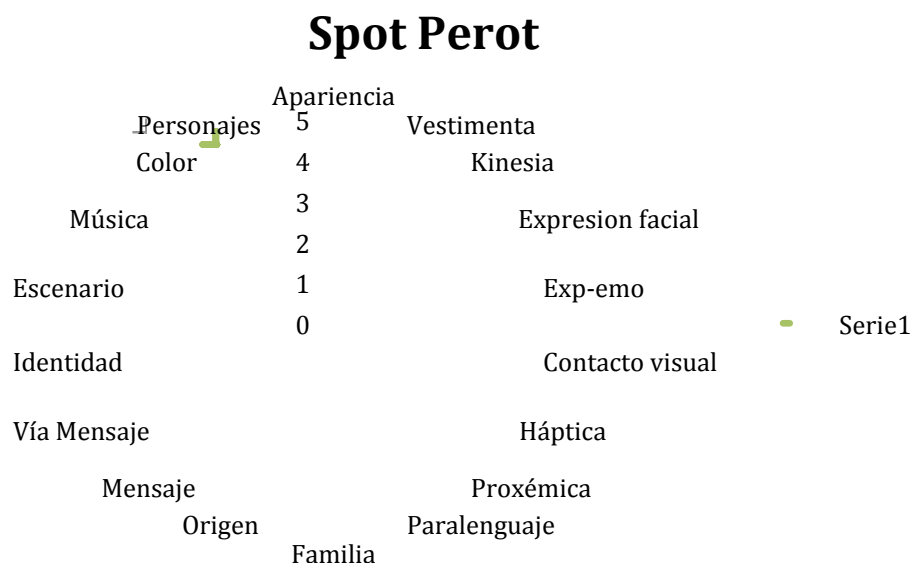 Spot Perot
Apariencia
Personajes 5 Vestimenta
Color 4 Kinesia
3
Música Expresion facial
2
Escenario 1 Exp-emo
0 Serie1
Identidad Contacto visual
Vía Mensaje Háptica
Mensaje Proxémica
Origen Paralenguaje
Familia